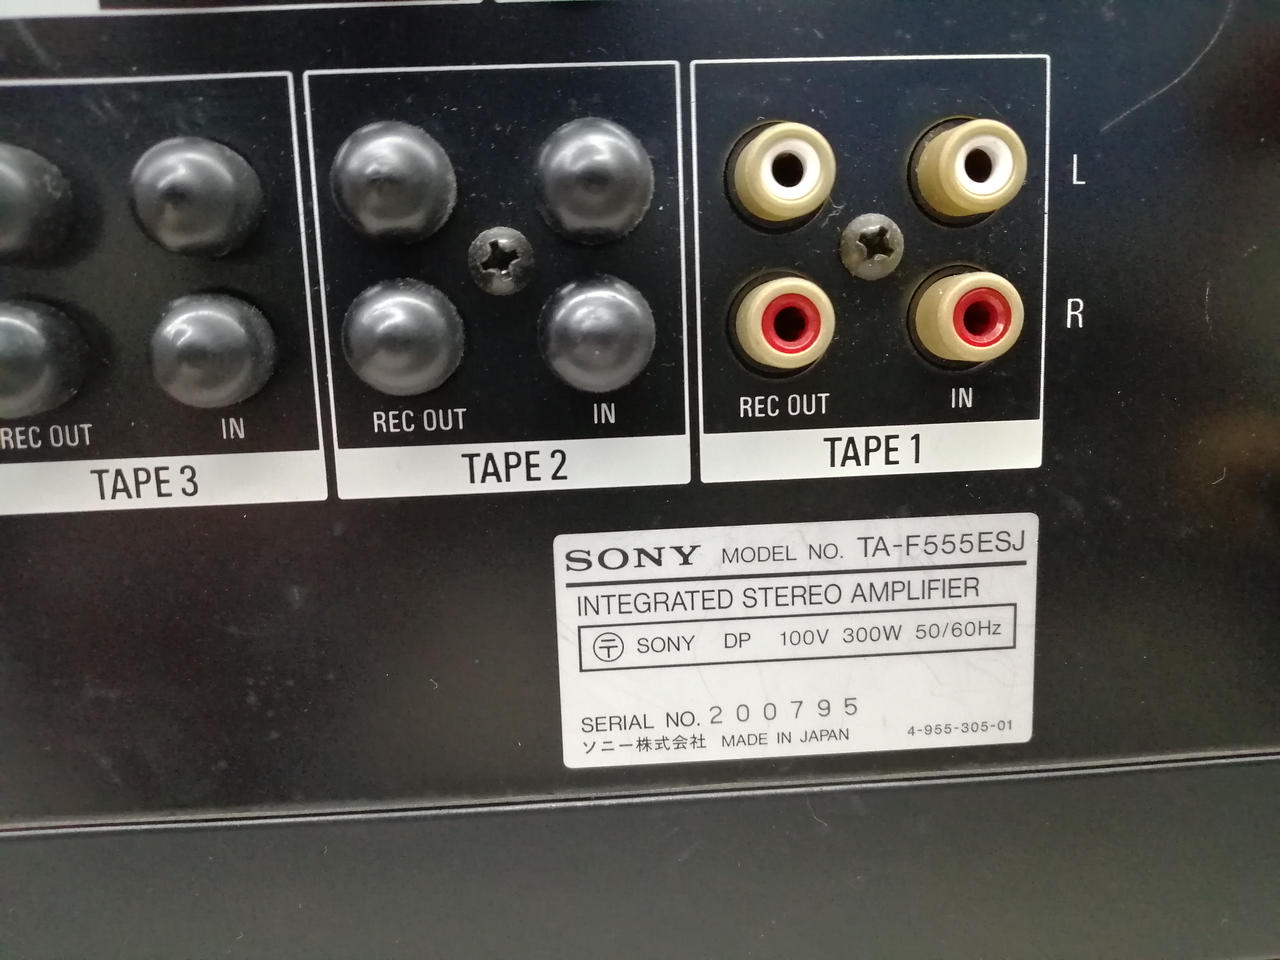 L
R
REC OUT IN
TAPE 3
REC OUT IN
TAPE 2
REC OUT IN
TAPE 1
SONY MODEL NO. TA-F555ESJ
INTEGRATED STEREO AMPLIFIER
〒 SONY DP 100V 300W 50/60Hz
SERIAL NO. 200795
ソニー株式会社 MADE IN JAPAN 4-955-305-01